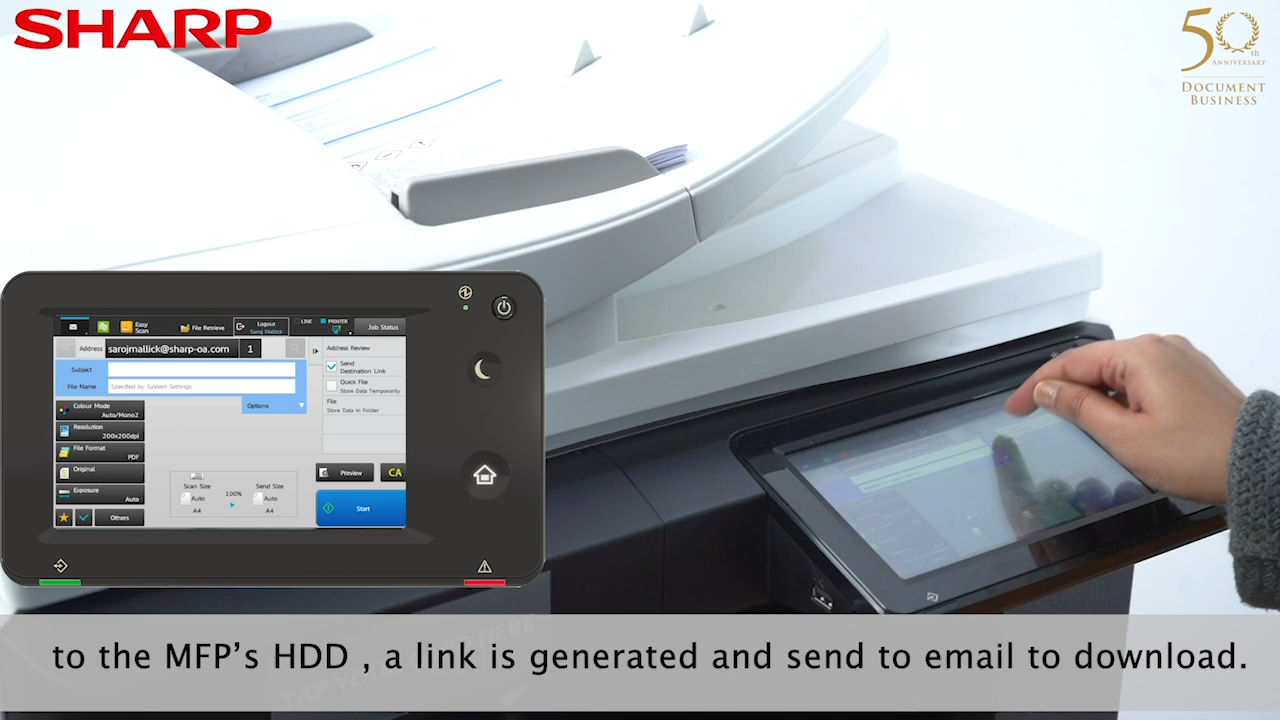 SHARP
50th
ANNIVERSARY
DOCUMENT
BUSINESS
Easy
Scan
File Retrieve
Logout
Saroj Mallick
LINE
PRINTER
Job Status
Address
sarojmallick@sharp-oa.com
1
Address Review
Subject
Send
Destination Link
File Name
Specified by System Settings
Quick File
Store Data Temporarily
Options
File
Store Data in Folder
Colour Mode
Auto/Mono2
Resolution
200x200dpi
File Format
PDF
Original
Exposure
Auto
Others
Scan Size
Auto
A4
100%
Send Size
Auto
A4
Preview
CA
Start
to the MFP’s HDD , a link is generated and send to email to download.